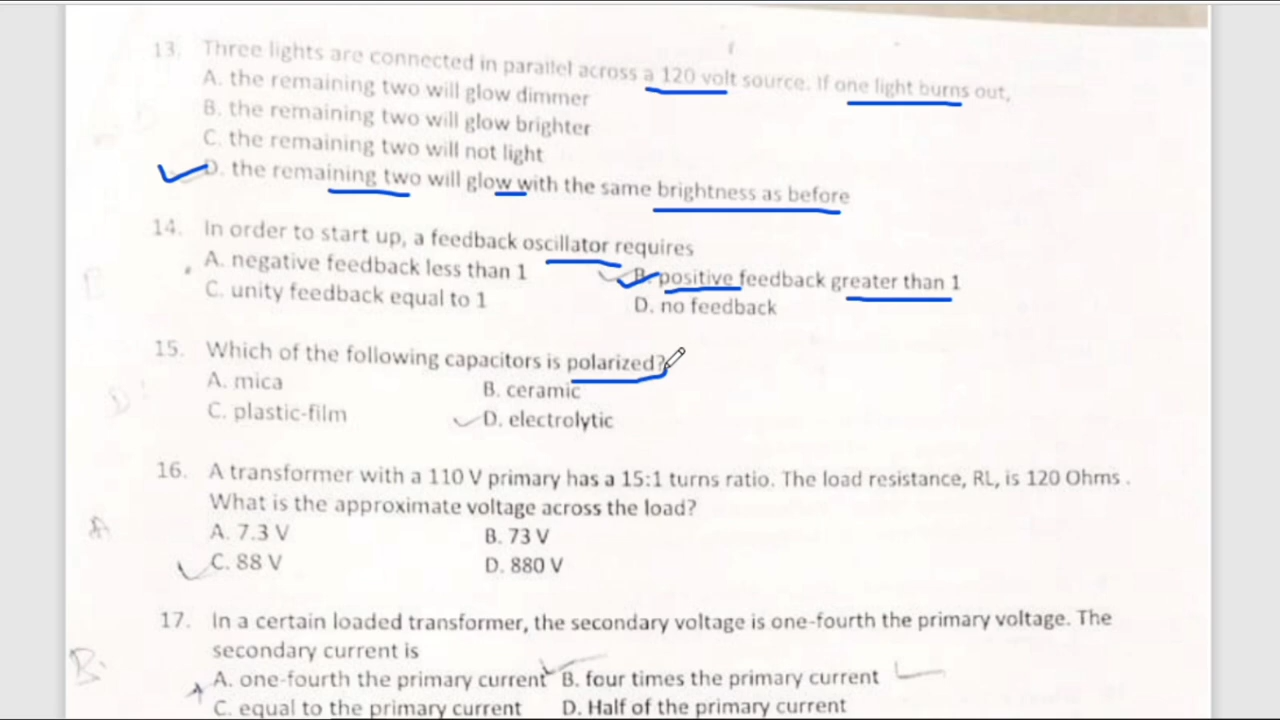 13. Three lights are connected in parallel across a 120 volt source. If one light burns out,
A. the remaining two will glow dimmer
B. the remaining two will glow brighter
C. the remaining two will not light
D. the remaining two will glow with the same brightness as before
14. In order to start up, a feedback oscillator requires
A. negative feedback less than 1 B. positive feedback greater than 1
C. unity feedback equal to 1 D. no feedback
15. Which of the following capacitors is polarized?
A. mica B. ceramic
D
C. plastic-film D. electrolytic
16. A transformer with a 110 V primary has a 15:1 turns ratio. The load resistance, RL, is 120 Ohms .
What is the approximate voltage across the load?
A
A. 7.3 V B. 73 V
C. 88 V D. 880 V
17. In a certain loaded transformer, the secondary voltage is one-fourth the primary voltage. The
secondary current is
B.
A. one-fourth the primary current B. four times the primary current
C. equal to the primary current D. Half of the primary current